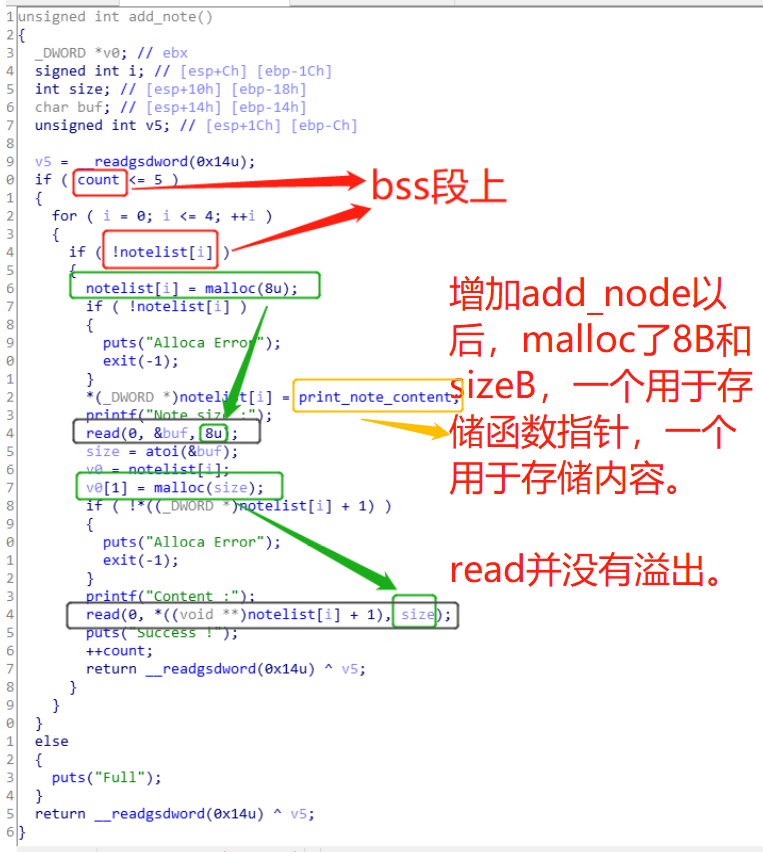 1 unsigned int add_note()
2 {
3 _DWORD *v0; // ebx
4 signed int i; // [esp+Ch] [ebp-1Ch]
5 int size; // [esp+10h] [ebp-18h]
6 char buf; // [esp+14h] [ebp-14h]
7 unsigned int v5; // [esp+1Ch] [ebp-Ch]
8
9 v5 = __readgsdword(0x14u);
0 if ( count <= 5 )
1 {
2 for ( i = 0; i <= 4; ++i )
3 {
4 if ( !notelist[i] )
5 {
6 notelist[i] = malloc(8u);
7 if ( !notelist[i] )
8 {
9 puts("Alloca Error");
0 exit(-1);
1 }
2 *(_DWORD *)notelist[i] = print_note_content;
3 printf("Note size :");
4 read(0, &buf, 8u);
5 size = atoi(&buf);
6 v0 = notelist[i];
7 v0[1] = malloc(size);
8 if ( !*((_DWORD *)notelist[i] + 1) )
9 {
0 puts("Alloca Error");
1 exit(-1);
2 }
3 printf("Content :");
4 read(0, *((void **)notelist[i] + 1), size);
5 puts("Success !");
6 ++count;
7 return __readgsdword(0x14u) ^ v5;
8 }
9 }
0 }
1 else
2 {
3 puts("Full");
4 }
5 return __readgsdword(0x14u) ^ v5;
6 }
bss段上
增加add_node以
后，malloc了8B和
sizeB，一个用于存
储函数指针，一个
用于存储内容。
read并没有溢出。